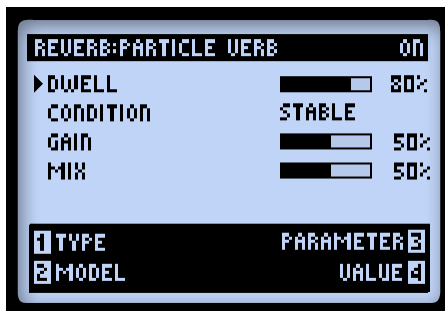 REVERB:PARTICLE VERB ON
DWELL 80%
CONDITION STABLE
GAIN 50%
MIX 50%
1 TYPE PARAMETER 3
2 MODEL VALUE 4